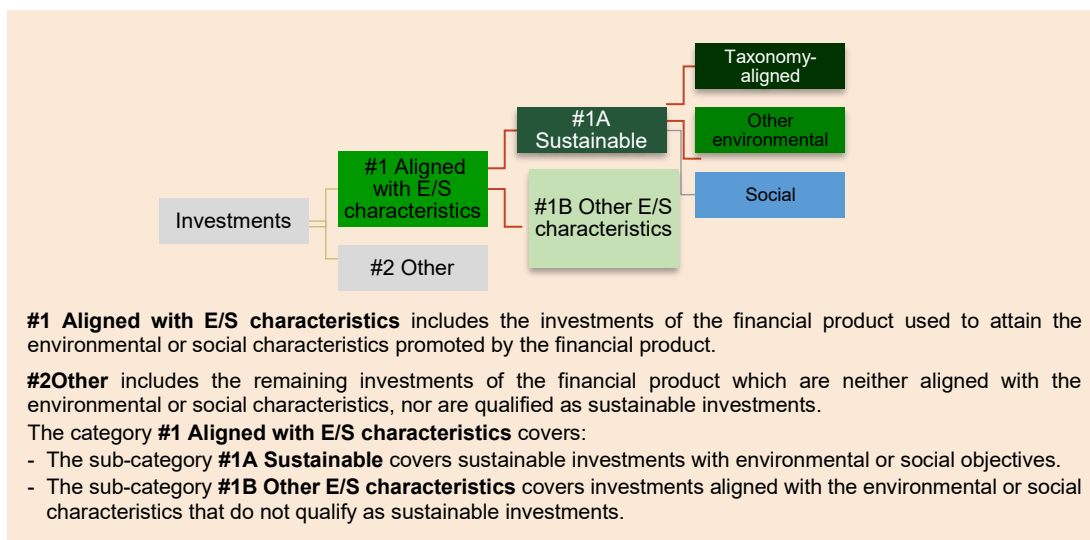 Taxonomy-
aligned
#1A
Sustainable
Other
environmental
#1 Aligned
with E/S
characteristics
#1B Other E/S
characteristics
Social
Investments
#2 Other
#1 Aligned with E/S characteristics includes the investments of the financial product used to attain the
environmental or social characteristics promoted by the financial product.
#2Other includes the remaining investments of the financial product which are neither aligned with the
environmental or social characteristics, nor are qualified as sustainable investments.
The category #1 Aligned with E/S characteristics covers:
- The sub-category #1A Sustainable covers sustainable investments with environmental or social objectives.
- The sub-category #1B Other E/S characteristics covers investments aligned with the environmental or social
characteristics that do not qualify as sustainable investments.